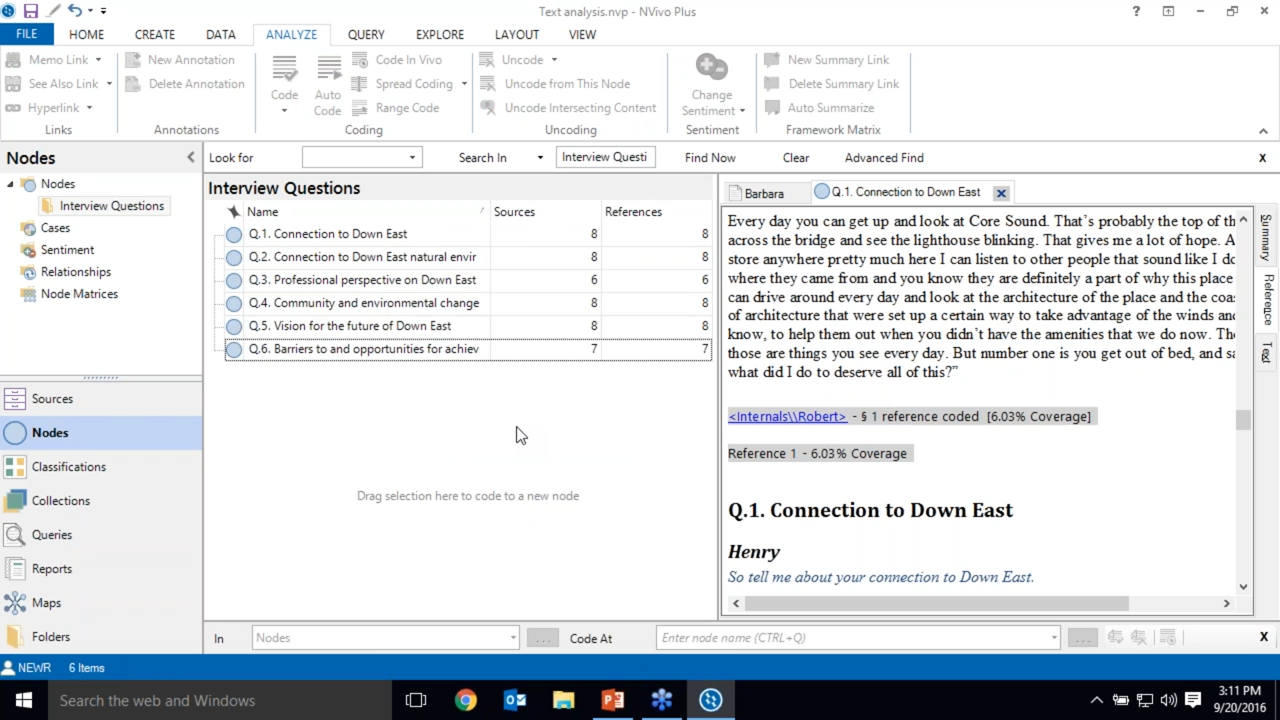 Text analysis.nvp - NVivo Plus
FILE HOME CREATE DATA ANALYZE QUERY EXPLORE LAYOUT VIEW
Memo Link
See Also Link
Hyperlink
Links
New Annotation
Delete Annotation
Annotations
Code
Auto
Code
Code In Vivo
Spread Coding
Range Code
Coding
Uncode
Uncode from This Node
Uncode Intersecting Content
Uncoding
Change
Sentiment
Sentiment
New Summary Link
Delete Summary Link
Auto Summarize
Framework Matrix
Nodes
Look for Search In Interview Questi Find Now Clear Advanced Find x
Nodes
Interview Questions
Cases
Sentiment
Relationships
Node Matrices
Sources
Nodes
Classifications
Collections
Queries
Reports
Maps
Folders
Interview Questions
Name Sources References
Q.1. Connection to Down East 8 8
Q.2. Connection to Down East natural envir 8 8
Q.3. Professional perspective on Down East 6 6
Q.4. Community and environmental change 8 8
Q.5. Vision for the future of Down East 8 8
Q.6. Barriers to and opportunities for achiev 7 7
Drag selection here to code to a new node
Barbara Q.1. Connection to Down East
Every day you can get up and look at Core Sound. That's probably the top of th
across the bridge and see the lighthouse blinking. That gives me a lot of hope. A
store anywhere pretty much here I can listen to other people that sound like I do
where they came from and you know they are definitely a part of why this place
can drive around every day and look at the architecture of the place and the coa
of architecture that were set up a certain way to take advantage of the winds and
know, to help them out when you didn't have the amenities that we do now. The
those are things you see every day. But number one is you get out of bed, and sa
what did I do to deserve all of this?”
<Internals\\Robert> - § 1 reference coded [6.03% Coverage]
Reference 1 - 6.03% Coverage
Q.1. Connection to Down East
Henry
So tell me about your connection to Down East.
Summary
Reference
Text
In Nodes ... Code At Enter node name (CTRL+Q) ... x
NEWR 6 Items
Search the web and Windows
3:11 PM
9/20/2016